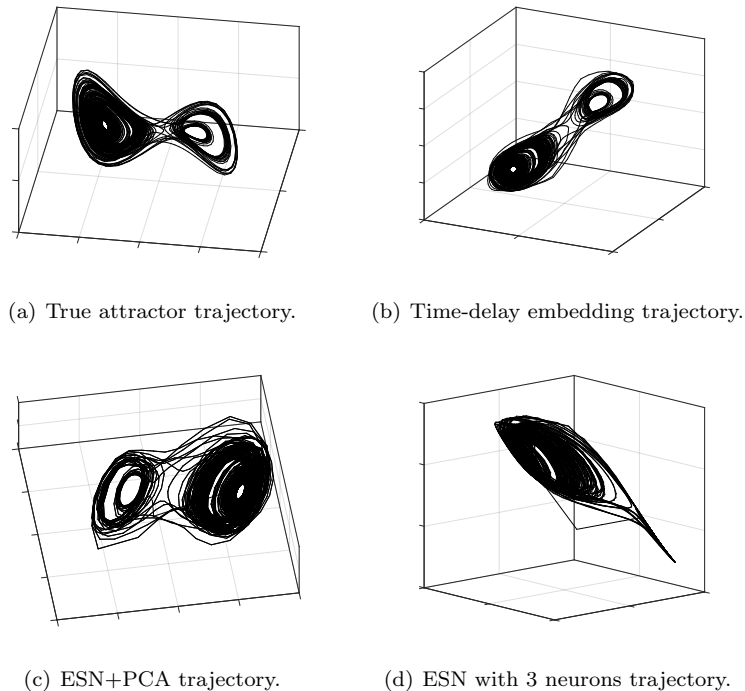 (a) True attractor trajectory.
(b) Time-delay embedding trajectory.
(c) ESN+PCA trajectory.
(d) ESN with 3 neurons trajectory.